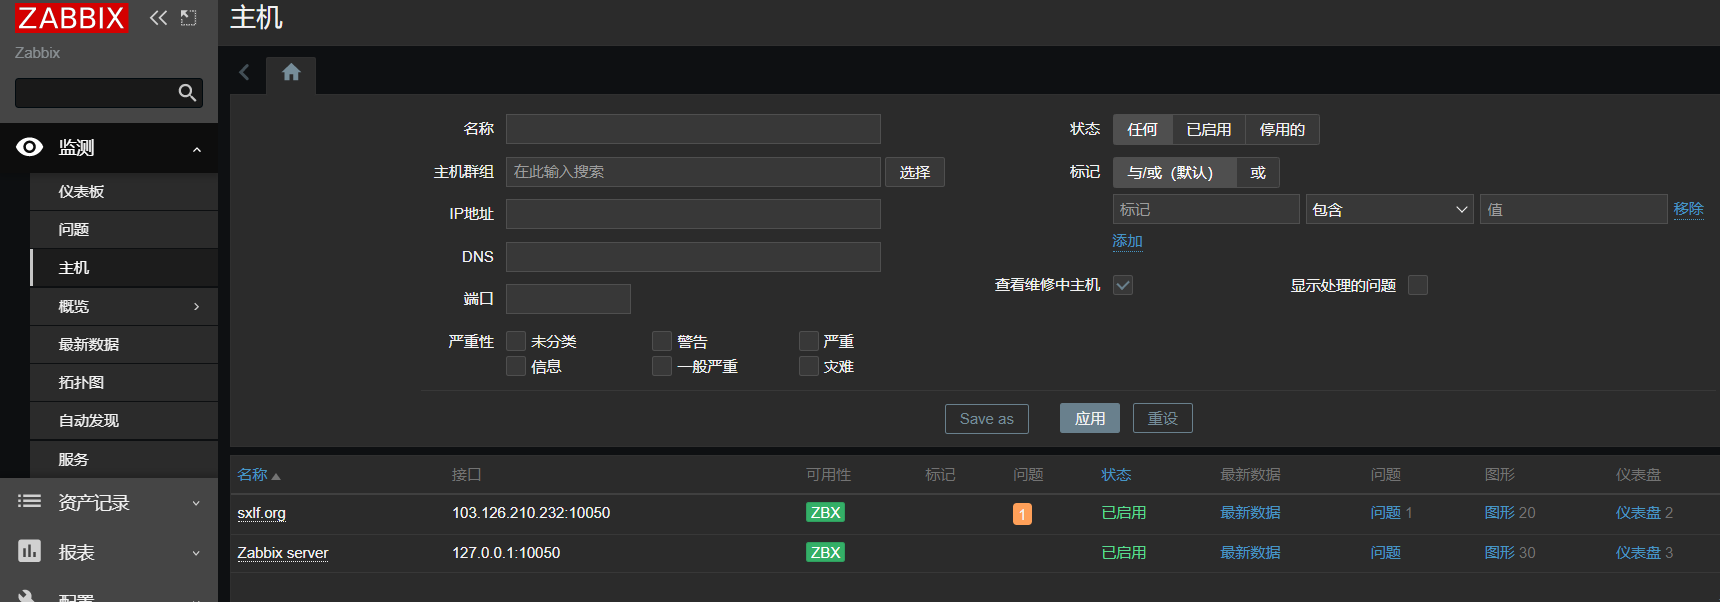 ZABBIX
Zabbix
监测
仪表板
问题
主机
概览
最新数据
拓扑图
自动发现
服务
资产记录
报表
配置
主机
名称
主机群组 在此输入搜索 选择
IP地址
DNS
端口
严重性 未分类 警告 严重
信息 一般严重 灾难
状态 任何 已启用 停用的
标记 与/或（默认） 或
标记 包含 值 移除
添加
查看维修中主机 显示处理的问题
Save as 应用 重设
名称 接口 可用性 标记 问题 状态 最新数据 问题 图形 仪表盘
sxlf.org 103.126.210.232:10050 ZBX 1 已启用 最新数据 问题 1 图形 20 仪表盘 2
Zabbix server 127.0.0.1:10050 ZBX 已启用 最新数据 问题 图形 30 仪表盘 3